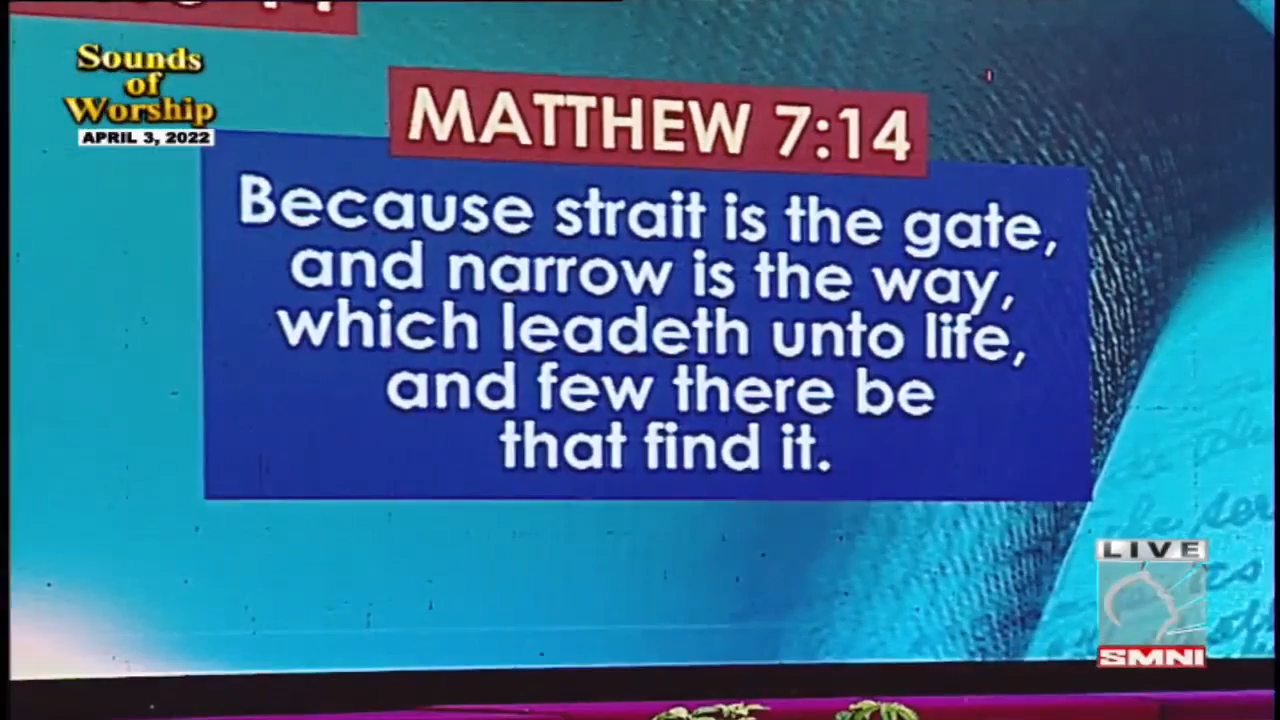 Sounds
of
Worship
APRIL 3, 2022
MATTHEW 7:14
Because strait is the gate,
and narrow is the way,
which leadeth unto life,
and few there be
that find it.
LIVE
SMNI